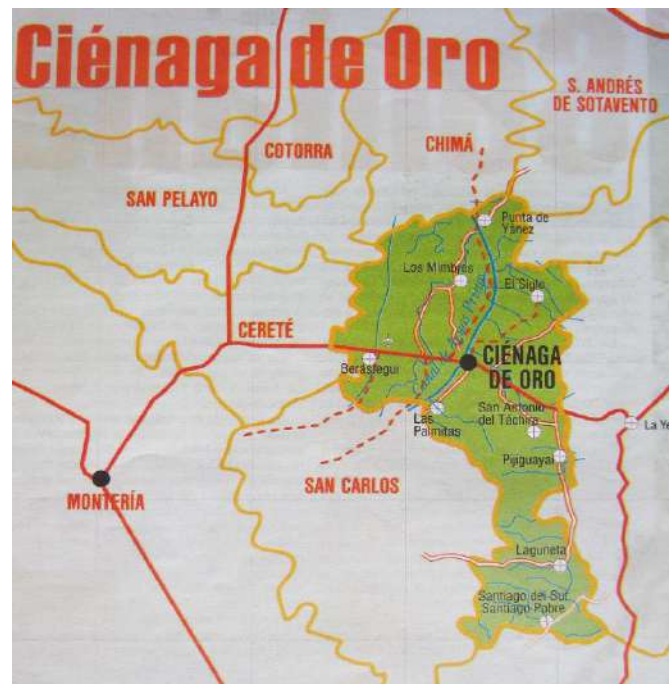 Ciénaga de Oro
S. ANDRÉS
DE SOTAVENTO
COTORRA
CHIMÁ
SAN PELAYO
Punta de
Yánez
Los Mimbres
El Siglo
CERETÉ
Berástegui
CIÉNAGA
DE ORO
Las
Palmitas
San Antonio
del Táchira
La Ye
Pijiguayal
MONTERÍA
SAN CARLOS
Laguneta
Santiago del Sur
Santiago Pobre